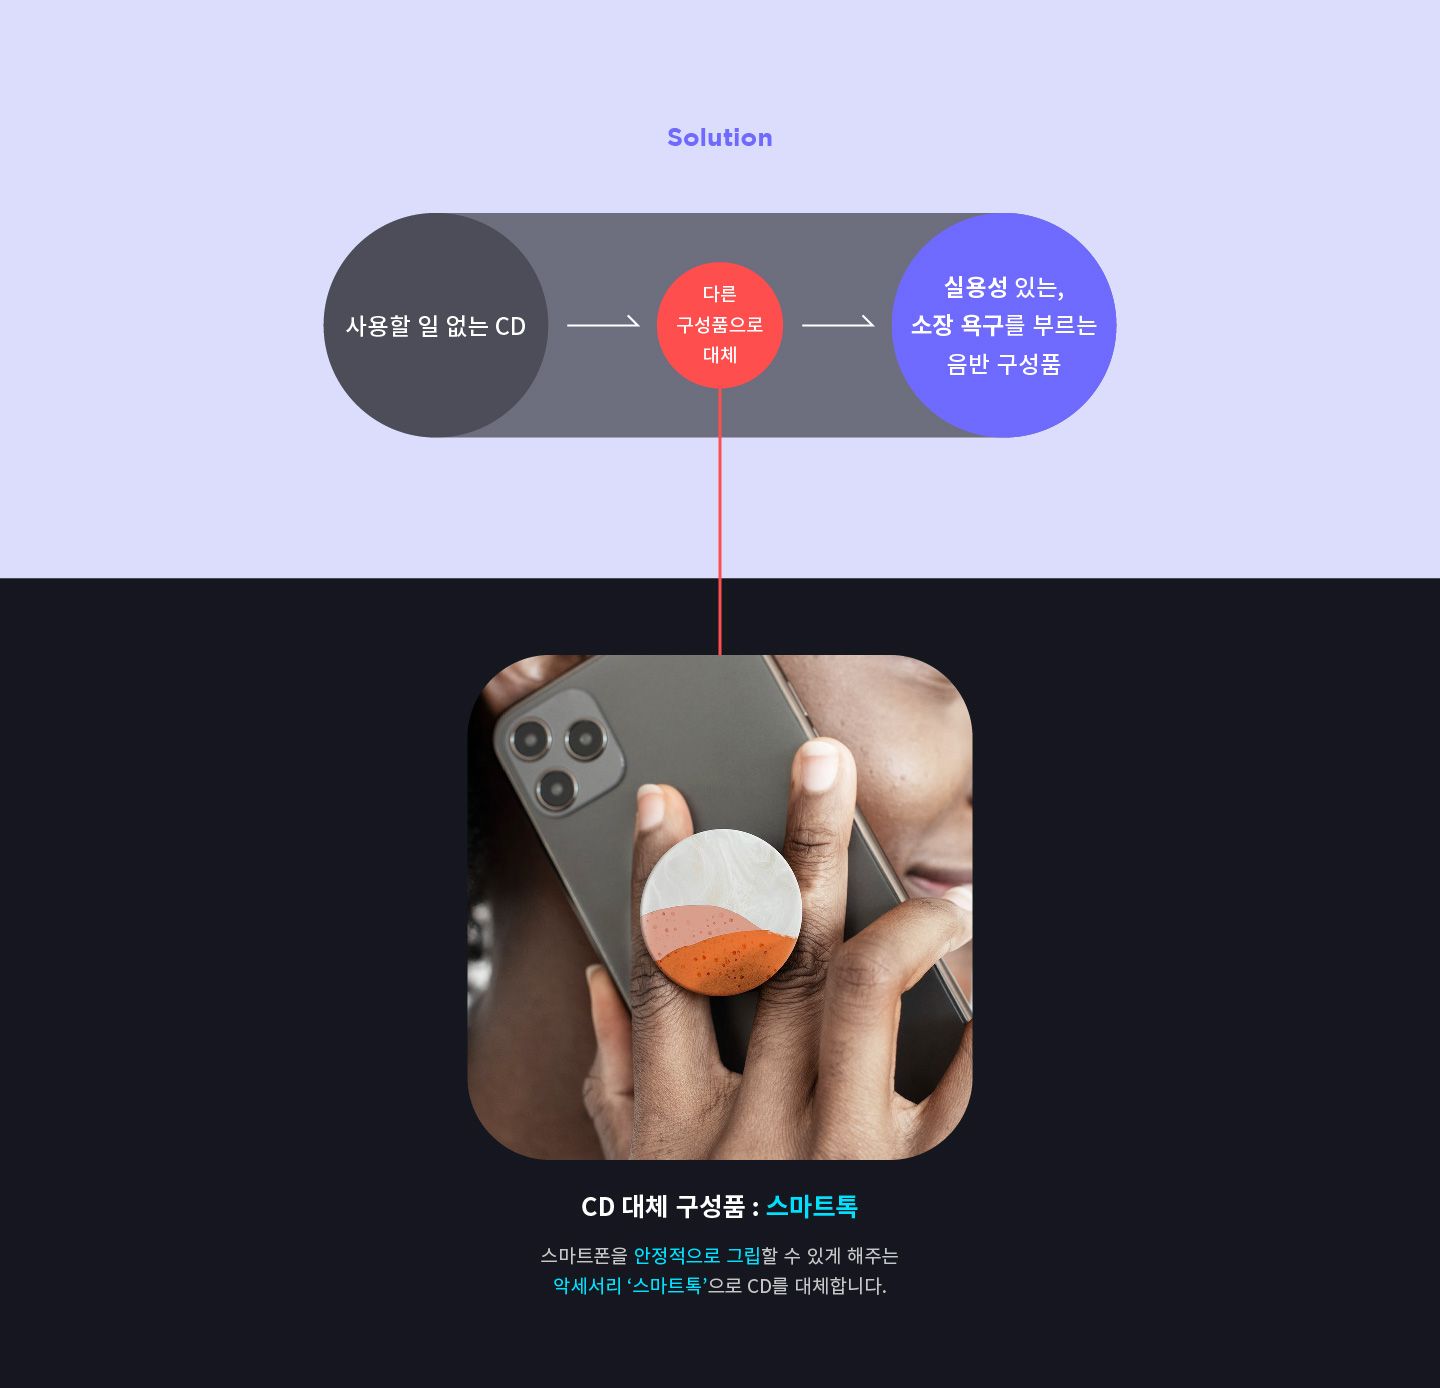 Solution
사용할 일 없는 CD
다른
구성품으로
대체
실용성 있는,
소장 욕구를 부르는
음반 구성품
CD 대체 구성품 : 스마트톡
스마트폰을 안정적으로 그립할 수 있게 해주는
악세서리 ‘스마트톡’으로 CD를 대체합니다.